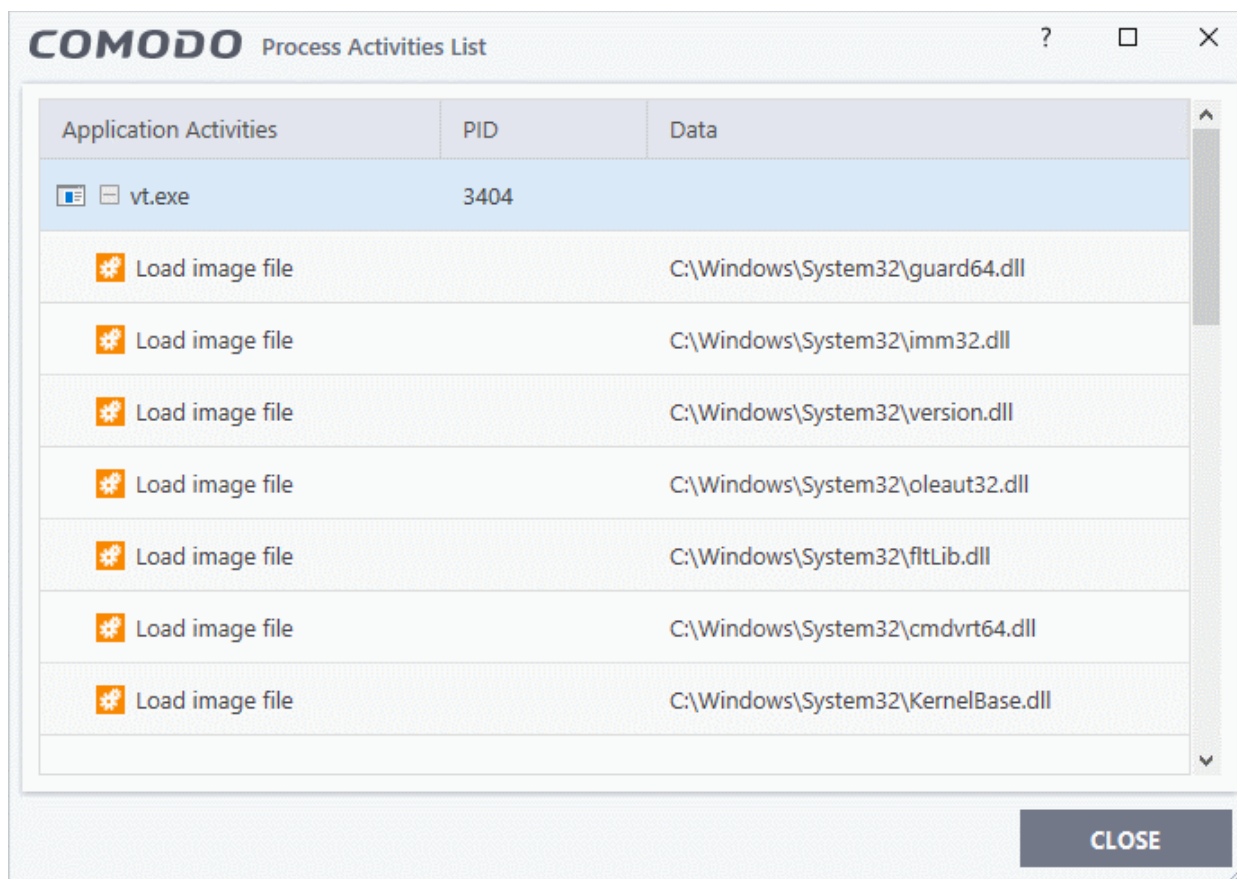 COMODO Process Activities List ?
Application Activities PID Data
vt.exe 3404
Load image file C:\Windows\System32\guard64.dll
Load image file C:\Windows\System32\imm32.dll
Load image file C:\Windows\System32\version.dll
Load image file C:\Windows\System32\oleaut32.dll
Load image file C:\Windows\System32\fltLib.dll
Load image file C:\Windows\System32\cmdvrt64.dll
Load image file C:\Windows\System32\KernelBase.dll
CLOSE